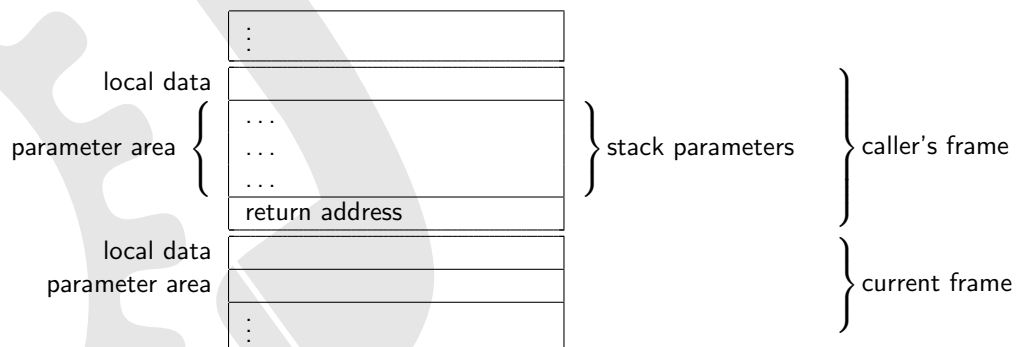 ⋮
local data
parameter area
. . .
. . .
. . .
stack parameters
caller's frame
return address
local data
parameter area
current frame
⋮